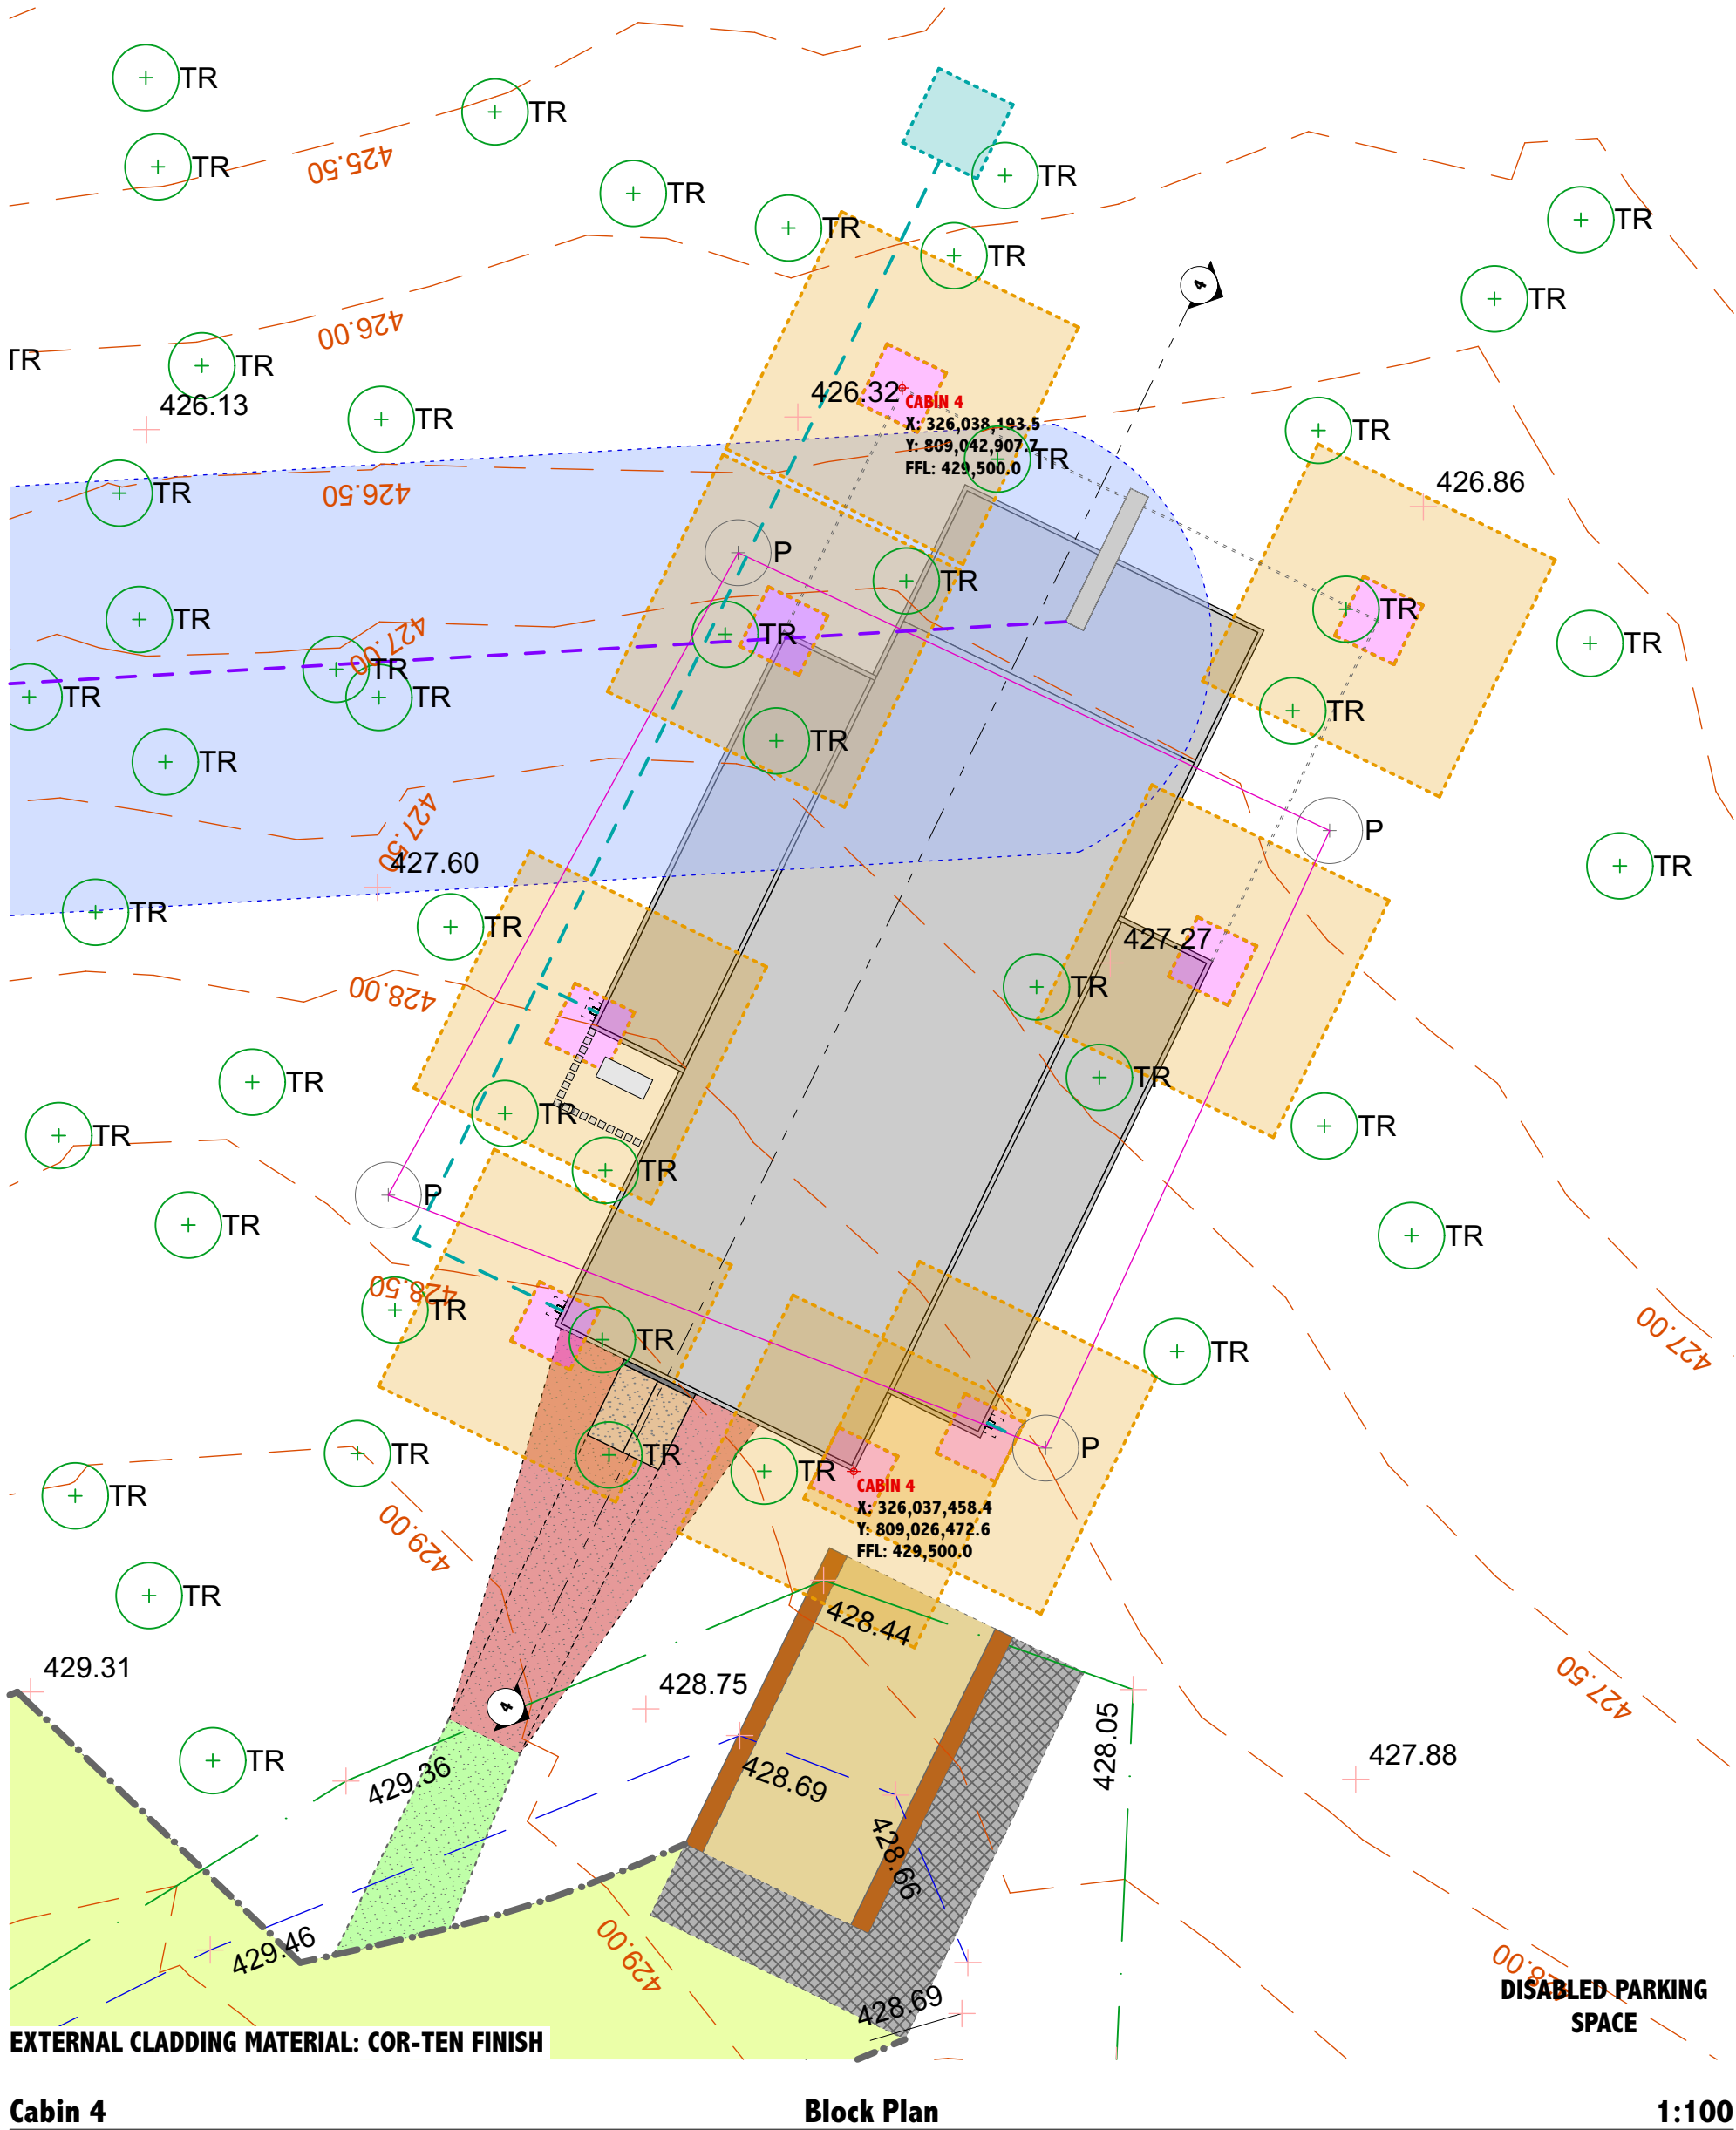 TR
TR
TR
TR
425.50
TR
TR
TR
TR
TR
4
TR
426.00
TR
TR
426.13
TR
426.32
CABIN 4
X: 326,038,193.5
Y: 809,042,907.7
FFL: 429,500.0
TR
TR
426.86
TR
426.50
P
TR
TR
TR
TR
427.00
TR
TR
TR
TR
TR
TR
TR
TR
427.50
P
427.60
TR
TR
TR
427.27
428.00
TR
TR
TR
TR
TR
TR
TR
P
TR
TR
428.50
TR
TR
TR
427.00
TR
TR
TR
P
TR
CABIN 4
X: 326,037,458.4
Y: 809,026,472.6
FFL: 429,500.0
429.00
TR
428.44
429.31
428.75
427.50
TR
429.36
428.69
428.05
427.88
428.66
429.46
429.00
428.00
428.69
DISABLED PARKING
SPACE
EXTERNAL CLADDING MATERIAL: COR-TEN FINISH
4
Cabin 4
Block Plan
1:100